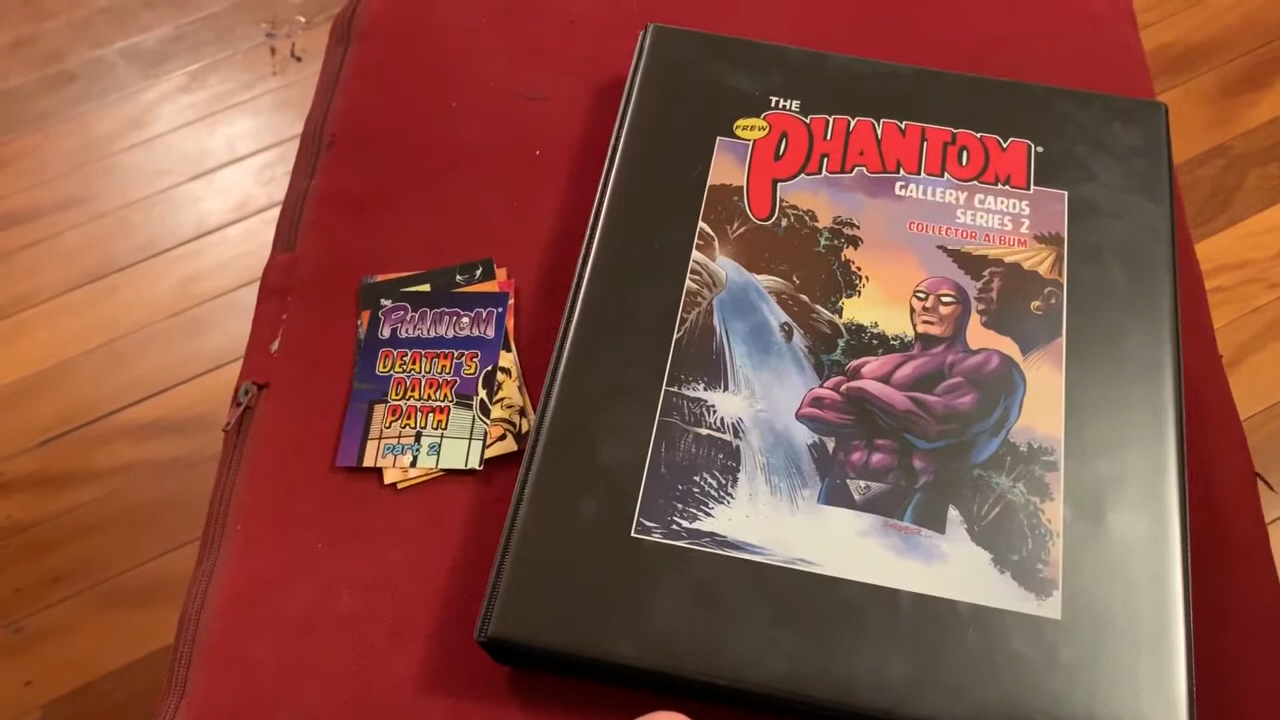 THE
FREW
PHANTOM
GALLERY CARDS
SERIES 2
COLLECTOR ALBUM
THE
PHANTOM
DEATH'S
DARK
PATH
part 2